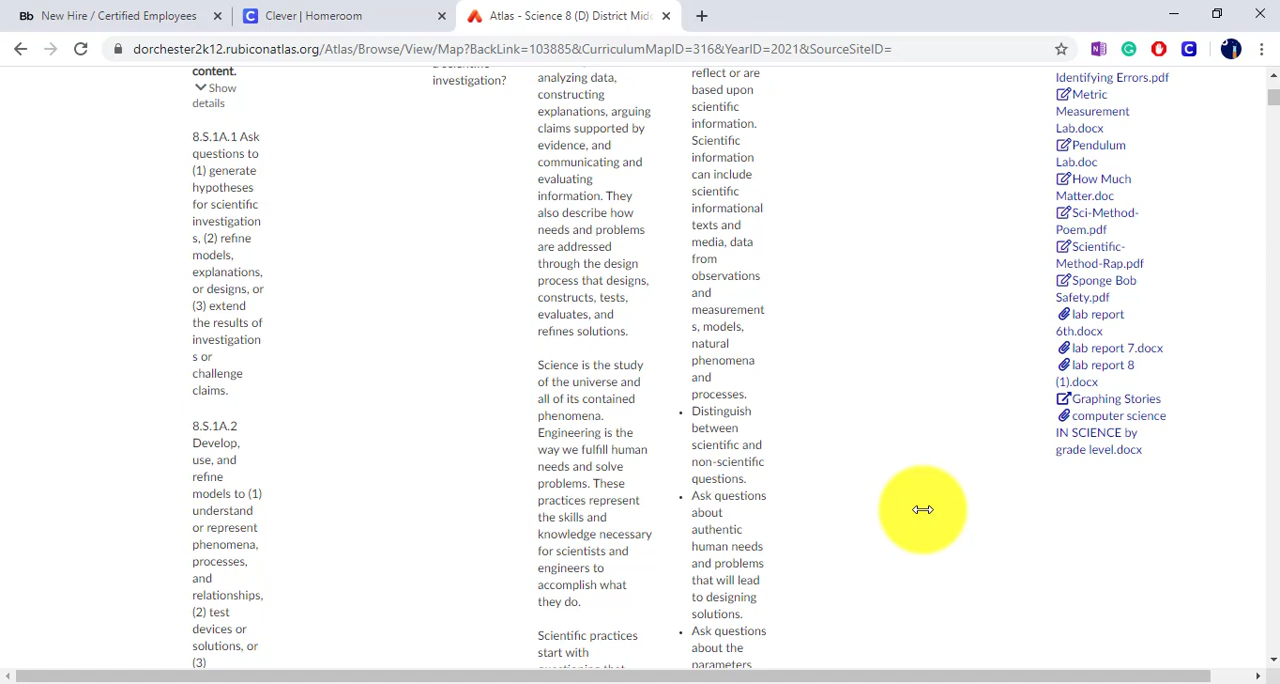 New Hire / Certified Employees
Clever | Homeroom
Atlas - Science 8 (D) District Midd
dorchester2k12.rubiconatlas.org/Atlas/Browse/View/Map?BackLink=103885&CurriculumMapID=316&YearID=2021&SourceSiteID=
content.
Show
details
8.S.1A.1 Ask
questions to
(1) generate
hypotheses
for scientific
investigation
s, (2) refine
models,
explanations,
or designs, or
(3) extend
the results of
investigation
s or
challenge
claims.
8.S.1A.2
Develop,
use, and
refine
models to (1)
understand
or represent
phenomena,
processes,
and
relationships,
(2) test
devices or
solutions, or
(3)
investigation?
analyzing data,
constructing
explanations, arguing
claims supported by
evidence, and
communicating and
evaluating
information. They
also describe how
needs and problems
are addressed
through the design
process that designs,
constructs, tests,
evaluates, and
refines solutions.
Science is the study
of the universe and
all of its contained
phenomena.
Engineering is the
way we fulfill human
needs and solve
problems. These
practices represent
the skills and
knowledge necessary
for scientists and
engineers to
accomplish what
they do.
Scientific practices
start with
questioning that
reflect or are
based upon
scientific
information.
Scientific
information
can include
scientific
informational
texts and
media, data
from
observations
and
measurement
s, models,
natural
phenomena
and
processes.
• Distinguish
between
scientific and
non-scientific
questions.
• Ask questions
about
authentic
human needs
and problems
that will lead
to designing
solutions.
• Ask questions
about the
parameters
Identifying Errors.pdf
Metric
Measurement
Lab.docx
Pendulum
Lab.doc
How Much
Matter.doc
Sci-Method-
Poem.pdf
Scientific-
Method-Rap.pdf
Sponge Bob
Safety.pdf
lab report
6th.docx
lab report 7.docx
lab report 8
(1).docx
Graphing Stories
computer science
IN SCIENCE by
grade level.docx